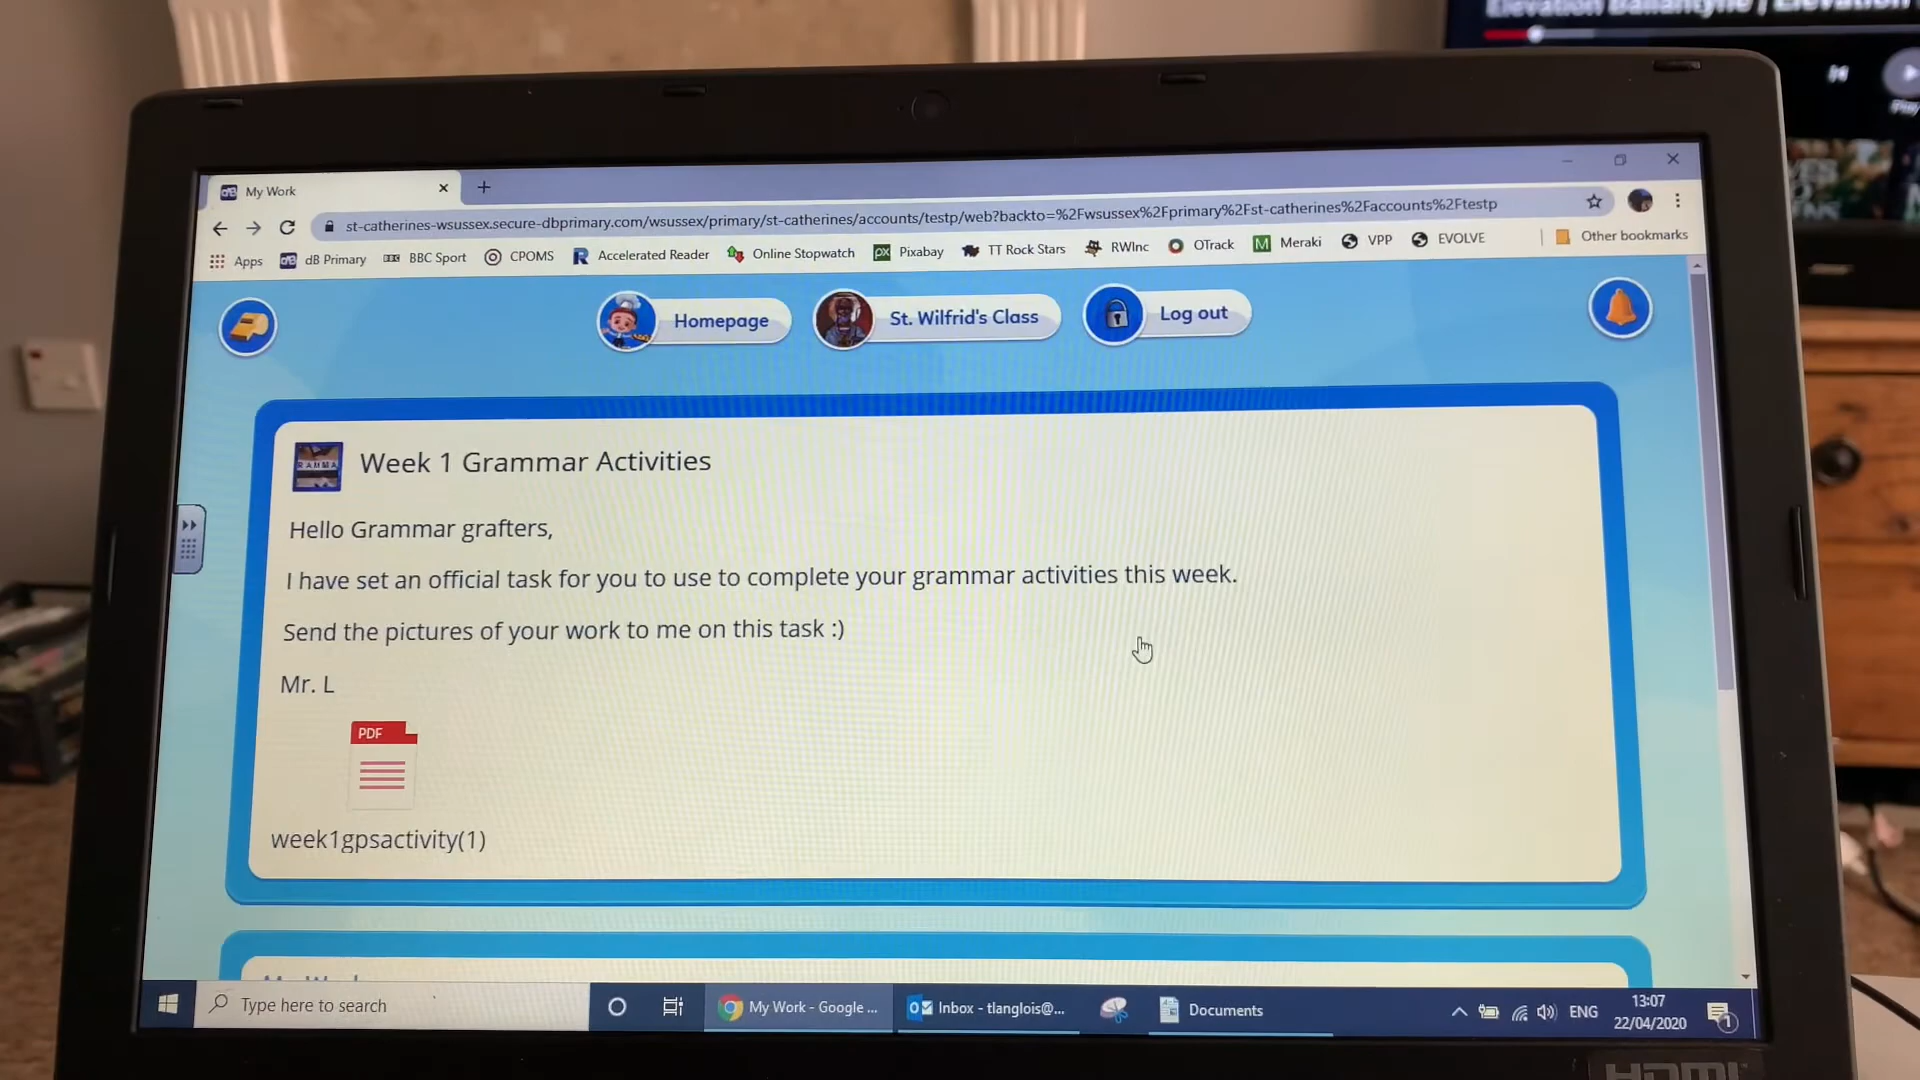 My Work
st-catherines-wsussex.secure-dbprimary.com/wsussex/primary/st-catherines/accounts/testp/web?backto=%2Fwsussex%2Fprimary%2Fst-catherines%2Faccounts%2Ftestp
Apps dB Primary BBC Sport CPOMS Accelerated Reader Online Stopwatch Pixabay TT Rock Stars RWInc OTrack Meraki VPP EVOLVE Other bookmarks
Homepage St. Wilfrid's Class Log out
Week 1 Grammar Activities
Hello Grammar grafters,
I have set an official task for you to use to complete your grammar activities this week.
Send the pictures of your work to me on this task :)
Mr. L
PDF
week1gpsactivity(1)
Type here to search
My Work - Google ...
Inbox - tlanglois@...
Documents
ENG
13:07
22/04/2020
1
HDMI